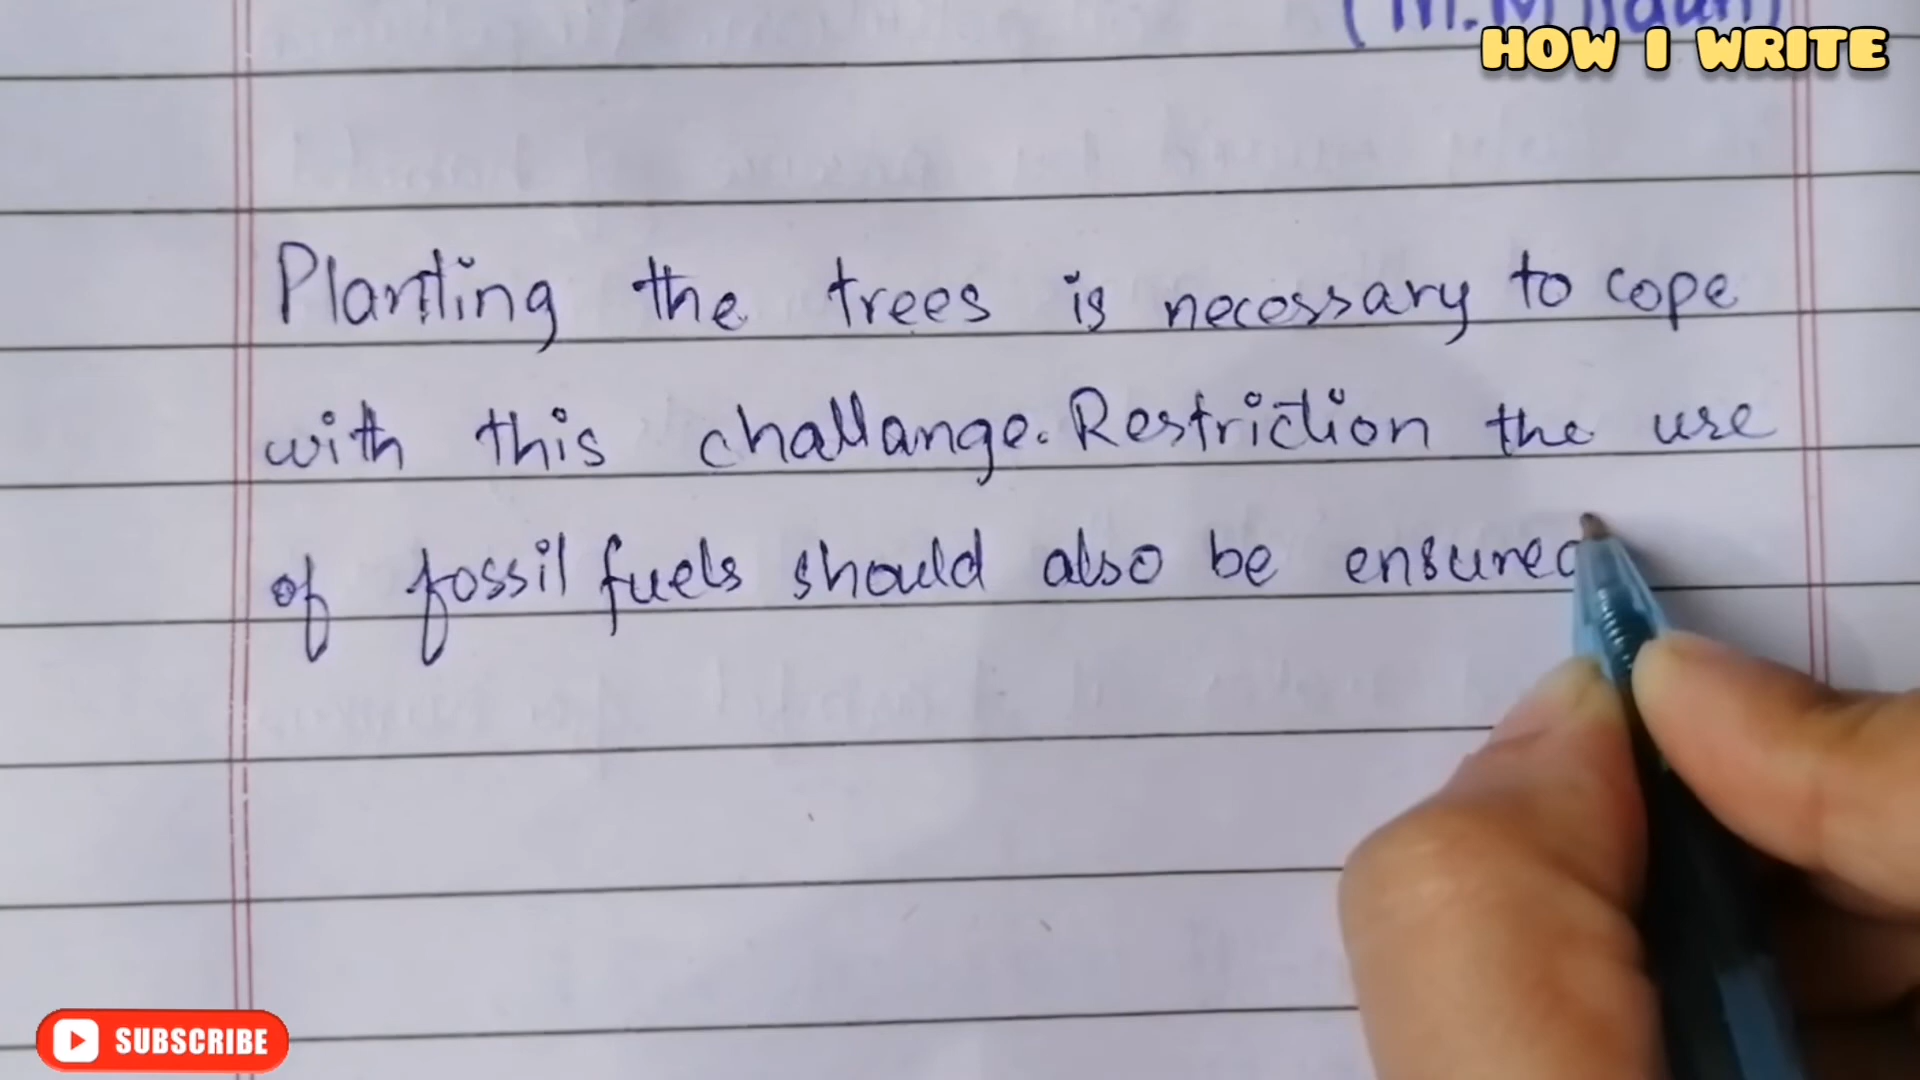 HOW I WRITE
Planting the trees is necessary to cope
with this challange. Restriction the use
of fossil fuels should also be ensured
SUBSCRIBE